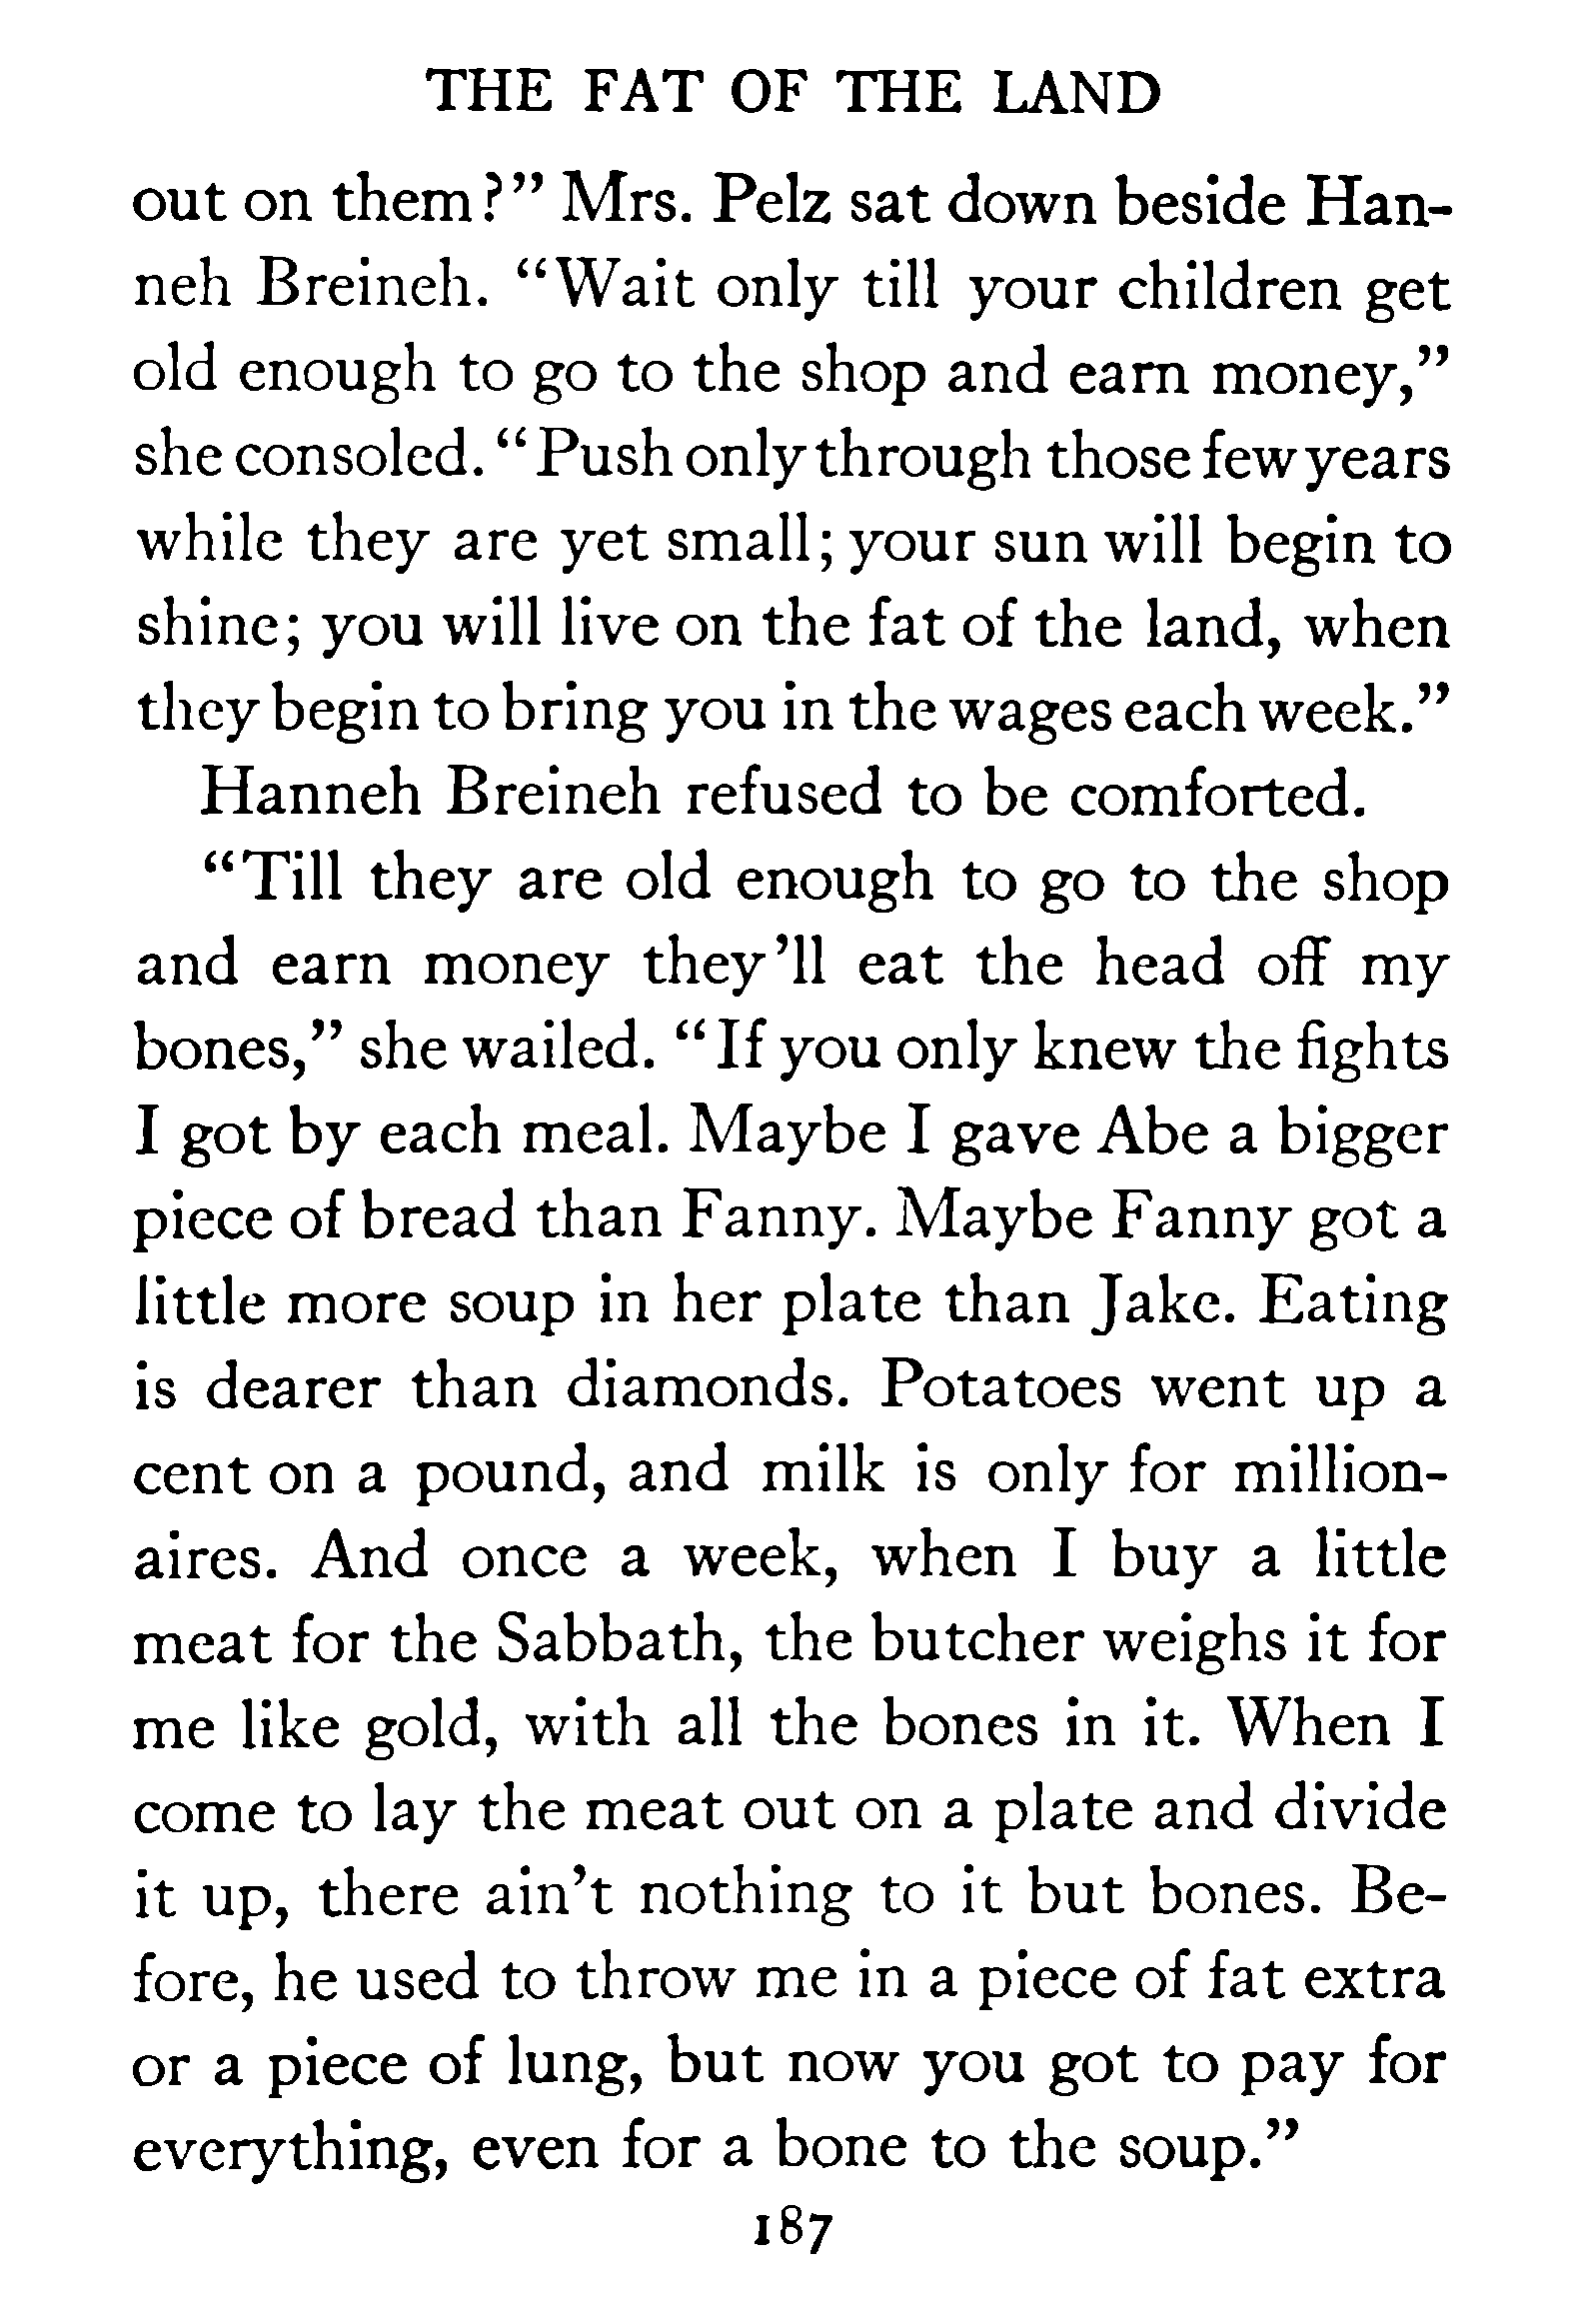 THE FAT OF THE LAND
out on them?” Mrs. Pelz sat down beside Han-
neh Breineh. “Wait only till your children get
old enough to go to the shop and earn money,”
she consoled. “Push only through those few years
while they are yet small; your sun will begin to
shine; you will live on the fat of the land, when
they begin to bring you in the wages each week.”
Hanneh Breineh refused to be comforted.
“Till they are old enough to go to the shop
and earn money they’ll eat the head off my
bones,” she wailed. “If you only knew the fights
I got by each meal. Maybe I gave Abe a bigger
piece of bread than Fanny. Maybe Fanny got a
little more soup in her plate than Jake. Eating
is dearer than diamonds. Potatoes went up a
cent on a pound, and milk is only for million-
aires. And once a week, when I buy a little
meat for the Sabbath, the butcher weighs it for
me like gold, with all the bones in it. When I
come to lay the meat out on a plate and divide
it up, there ain’t nothing to it but bones. Be-
fore, he used to throw me in a piece of fat extra
or a piece of lung, but now you got to pay for
everything, even for a bone to the soup.”
187